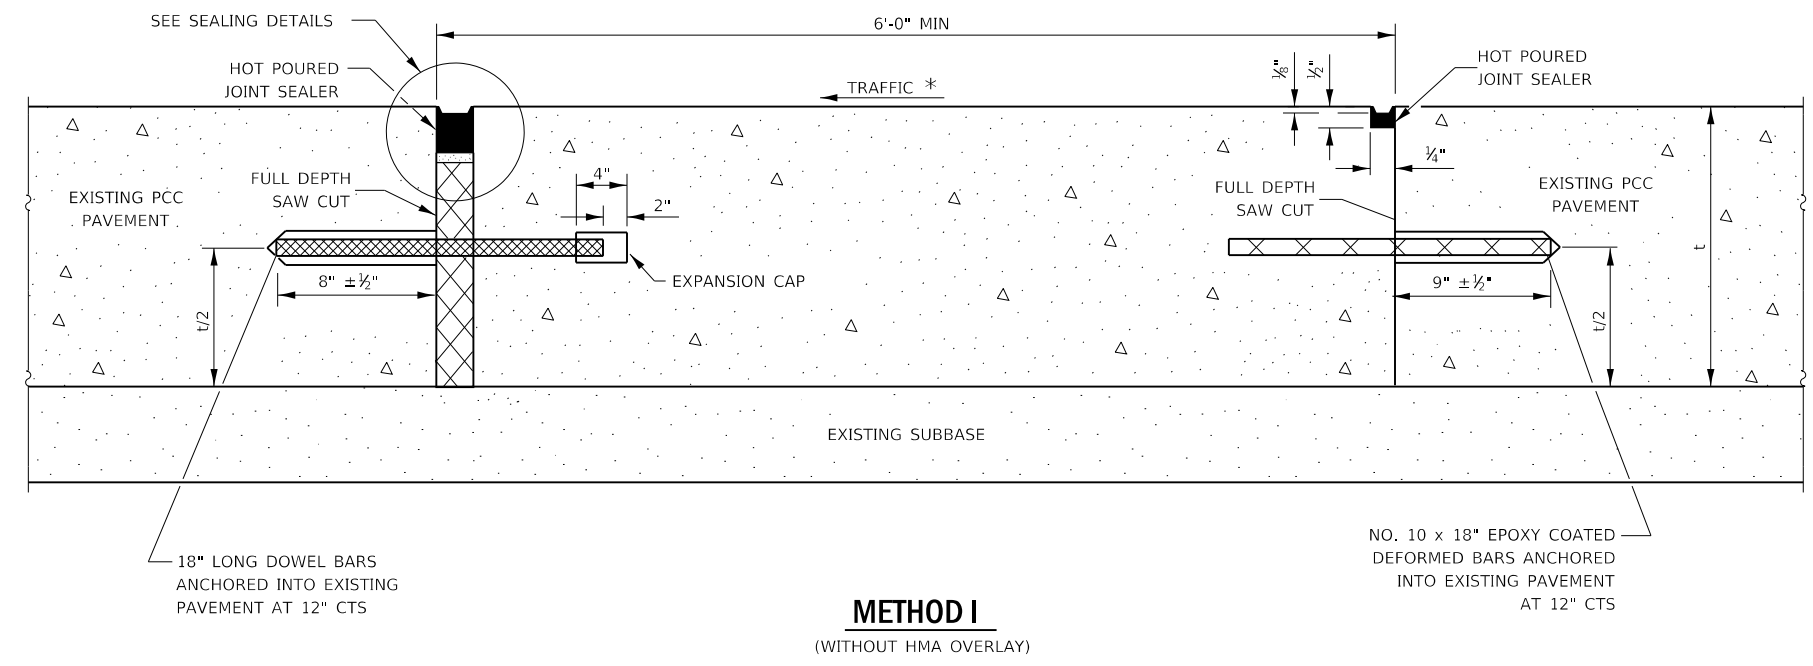 SEE SEALING DETAILS
6'-0" MIN
HOT POURED
JOINT SEALER
TRAFFIC *
⅛"
½"
HOT POURED
JOINT SEALER
¼"
EXISTING PCC
PAVEMENT
FULL DEPTH
SAW CUT
4"
2"
EXPANSION CAP
8" ±½"
t/2
FULL DEPTH
SAW CUT
EXISTING PCC
PAVEMENT
t
9" ±½"
t/2
EXISTING SUBBASE
18" LONG DOWEL BARS
ANCHORED INTO EXISTING
PAVEMENT AT 12" CTS
NO. 10 x 18" EPOXY COATED
DEFORMED BARS ANCHORED
INTO EXISTING PAVEMENT
AT 12" CTS
METHOD I
(WITHOUT HMA OVERLAY)